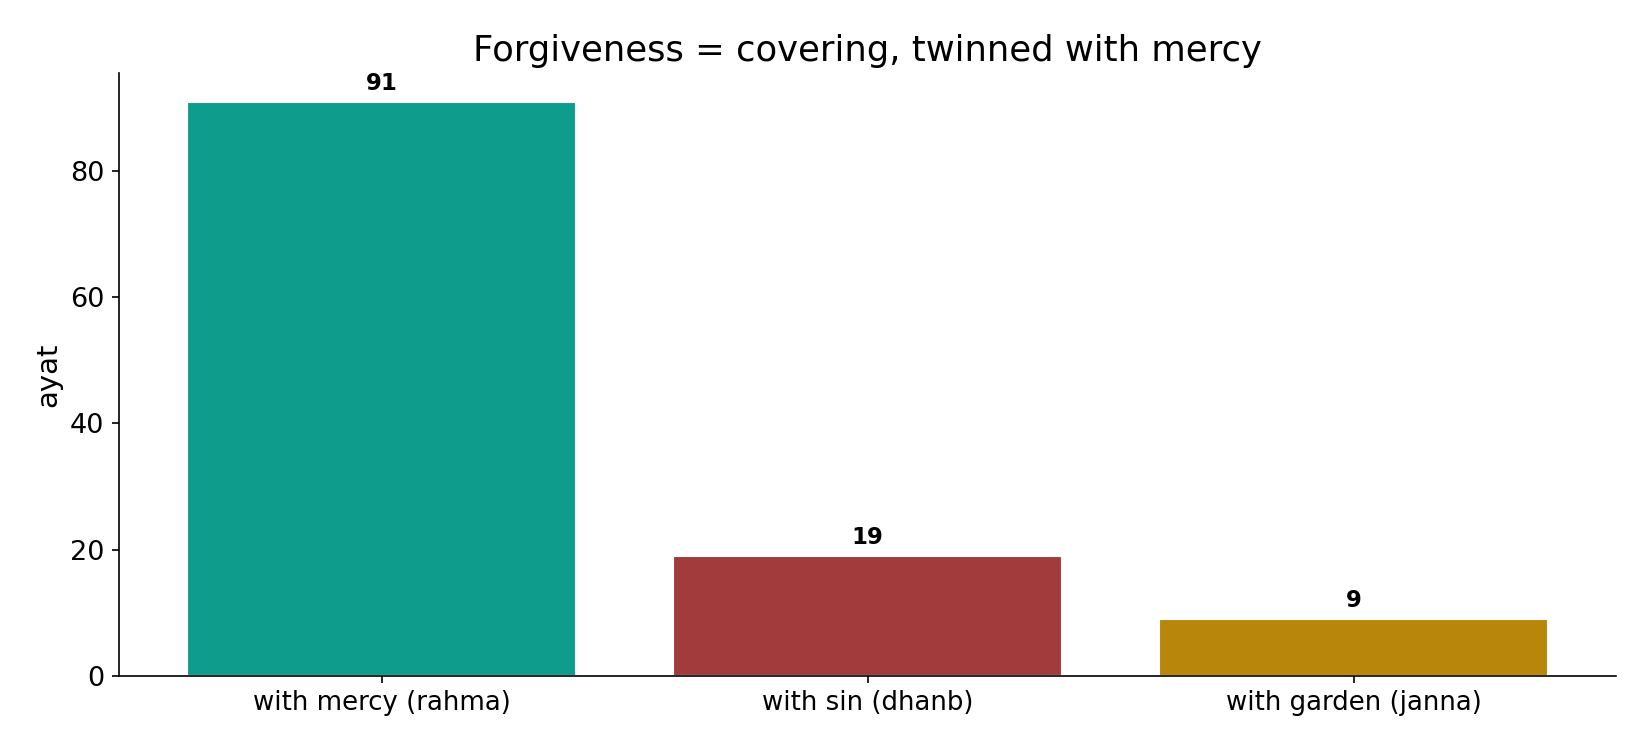 Forgiveness = covering, twinned with mercy
91
80
60
40
20
0
ayat
19
9
with mercy (rahma)
with sin (dhanb)
with garden (janna)